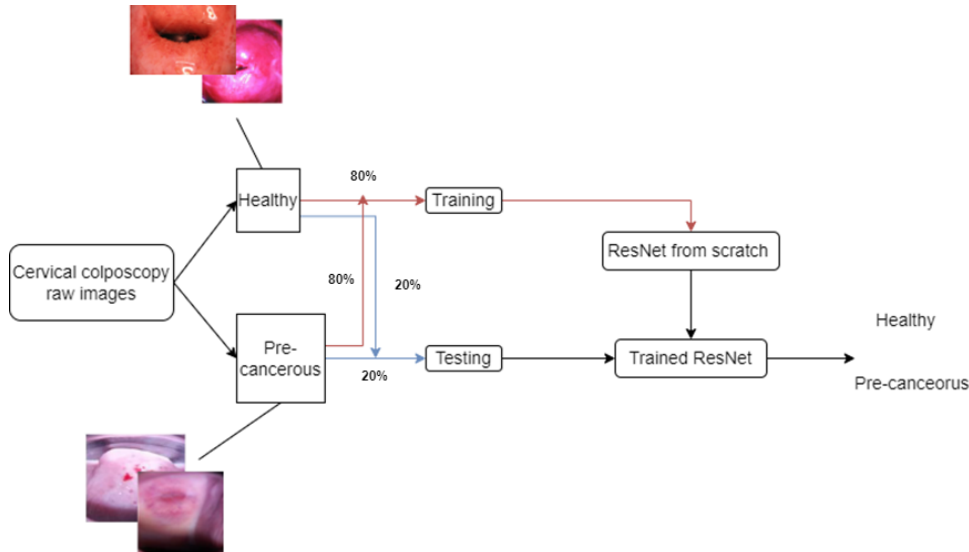 80%
Healthy
Training
Cervical colposcopy
raw images
ResNet from scratch
80%
20%
Healthy
Pre-
cancerous
20%
Testing
Trained ResNet
Pre-canceorus